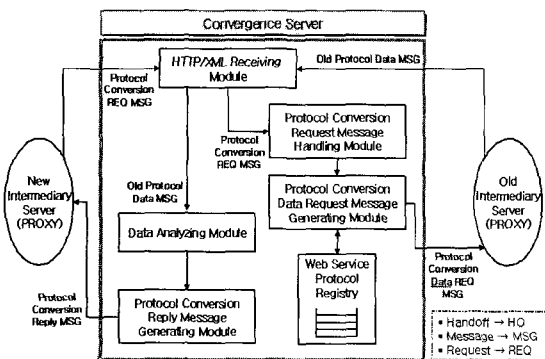 Convergence Server
HTTP/XML Receiving
Module
Old Protocol Data MSG
Protocol
Conversion
REQ MSG
Protocol
Conversion
REQ MSG
Protocol Conversion
Request Message
Handling Module
New
Intermediary
Server
(PROXY)
Old Protocol
Data MSG
Protocol Conversion
Data Request Message
Generating Module
Old
Intermediary
Server
(PROXY)
Data Analyzing Module
Web Service
Protocol
Registry
Protocol
Conversion
Data REQ
MSG
Protocol
Conversion
Reply MSG
Protocol Conversion
Reply Message
Generating Module
▪ Handoff → HO
▪ Message → MSG
▪ Request → REQ